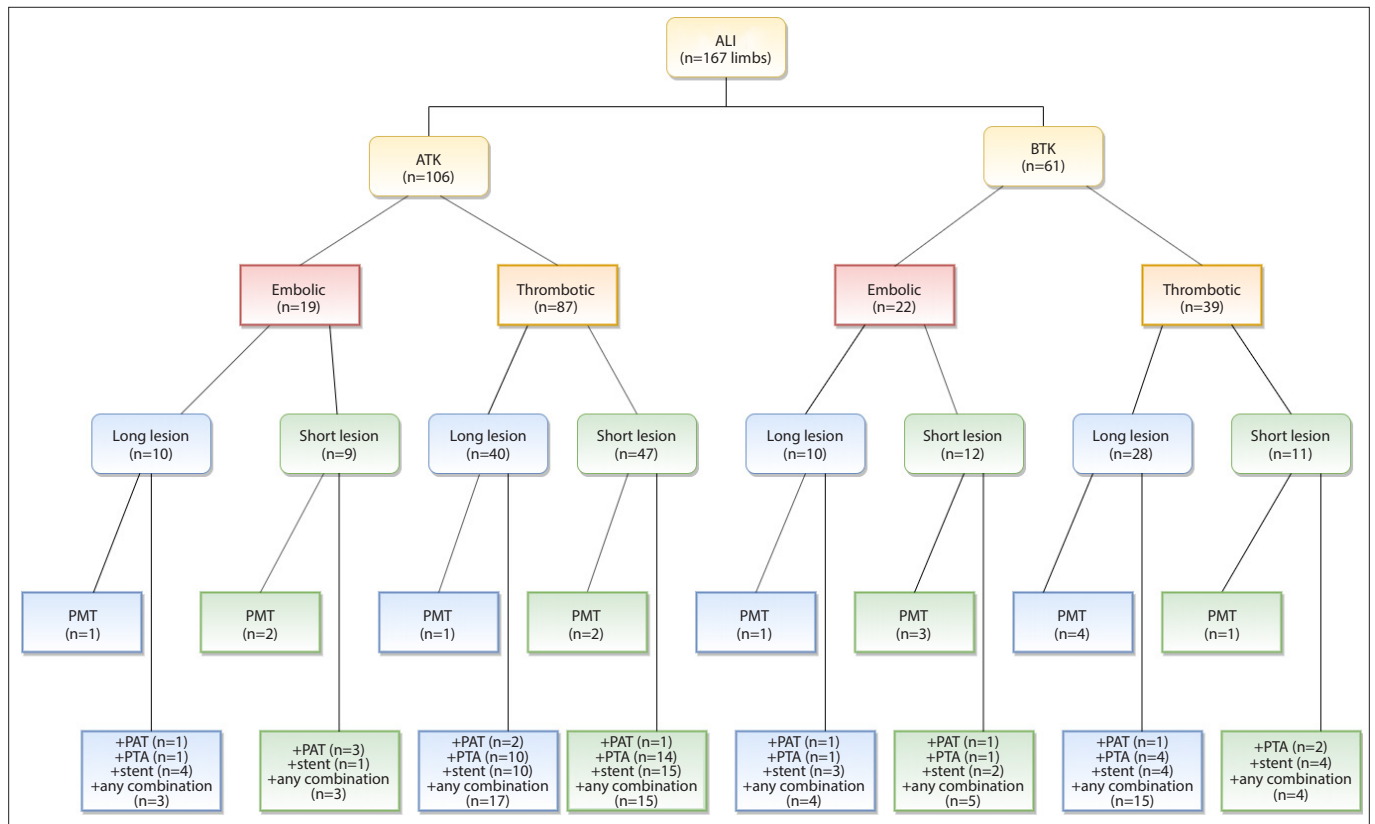 ALI
(n=167 limbs)
ATK
(n=106)
BTK
(n=61)
Embolic
(n=19)
Thrombotic
(n=87)
Embolic
(n=22)
Thrombotic
(n=39)
Long lesion
(n=10)
Short lesion
(n=9)
Long lesion
(n=40)
Short lesion
(n=47)
Long lesion
(n=10)
Short lesion
(n=12)
Long lesion
(n=28)
Short lesion
(n=11)
PMT
(n=1)
PMT
(n=2)
PMT
(n=1)
PMT
(n=2)
PMT
(n=1)
PMT
(n=3)
PMT
(n=4)
PMT
(n=1)
+PAT (n=1)
+PTA (n=1)
+stent (n=4)
+any combination
(n=3)
+PAT (n=3)
+stent (n=1)
+any combination
(n=3)
+PAT (n=2)
+PTA (n=10)
+stent (n=10)
+any combination
(n=17)
+PAT (n=1)
+PTA (n=14)
+stent (n=15)
+any combination
(n=15)
+PAT (n=1)
+PTA (n=1)
+stent (n=3)
+any combination
(n=4)
+PAT (n=1)
+PTA (n=1)
+stent (n=2)
+any combination
(n=5)
+PAT (n=1)
+PTA (n=4)
+stent (n=4)
+any combination
(n=15)
+PTA (n=2)
+stent (n=4)
+any combination
(n=4)